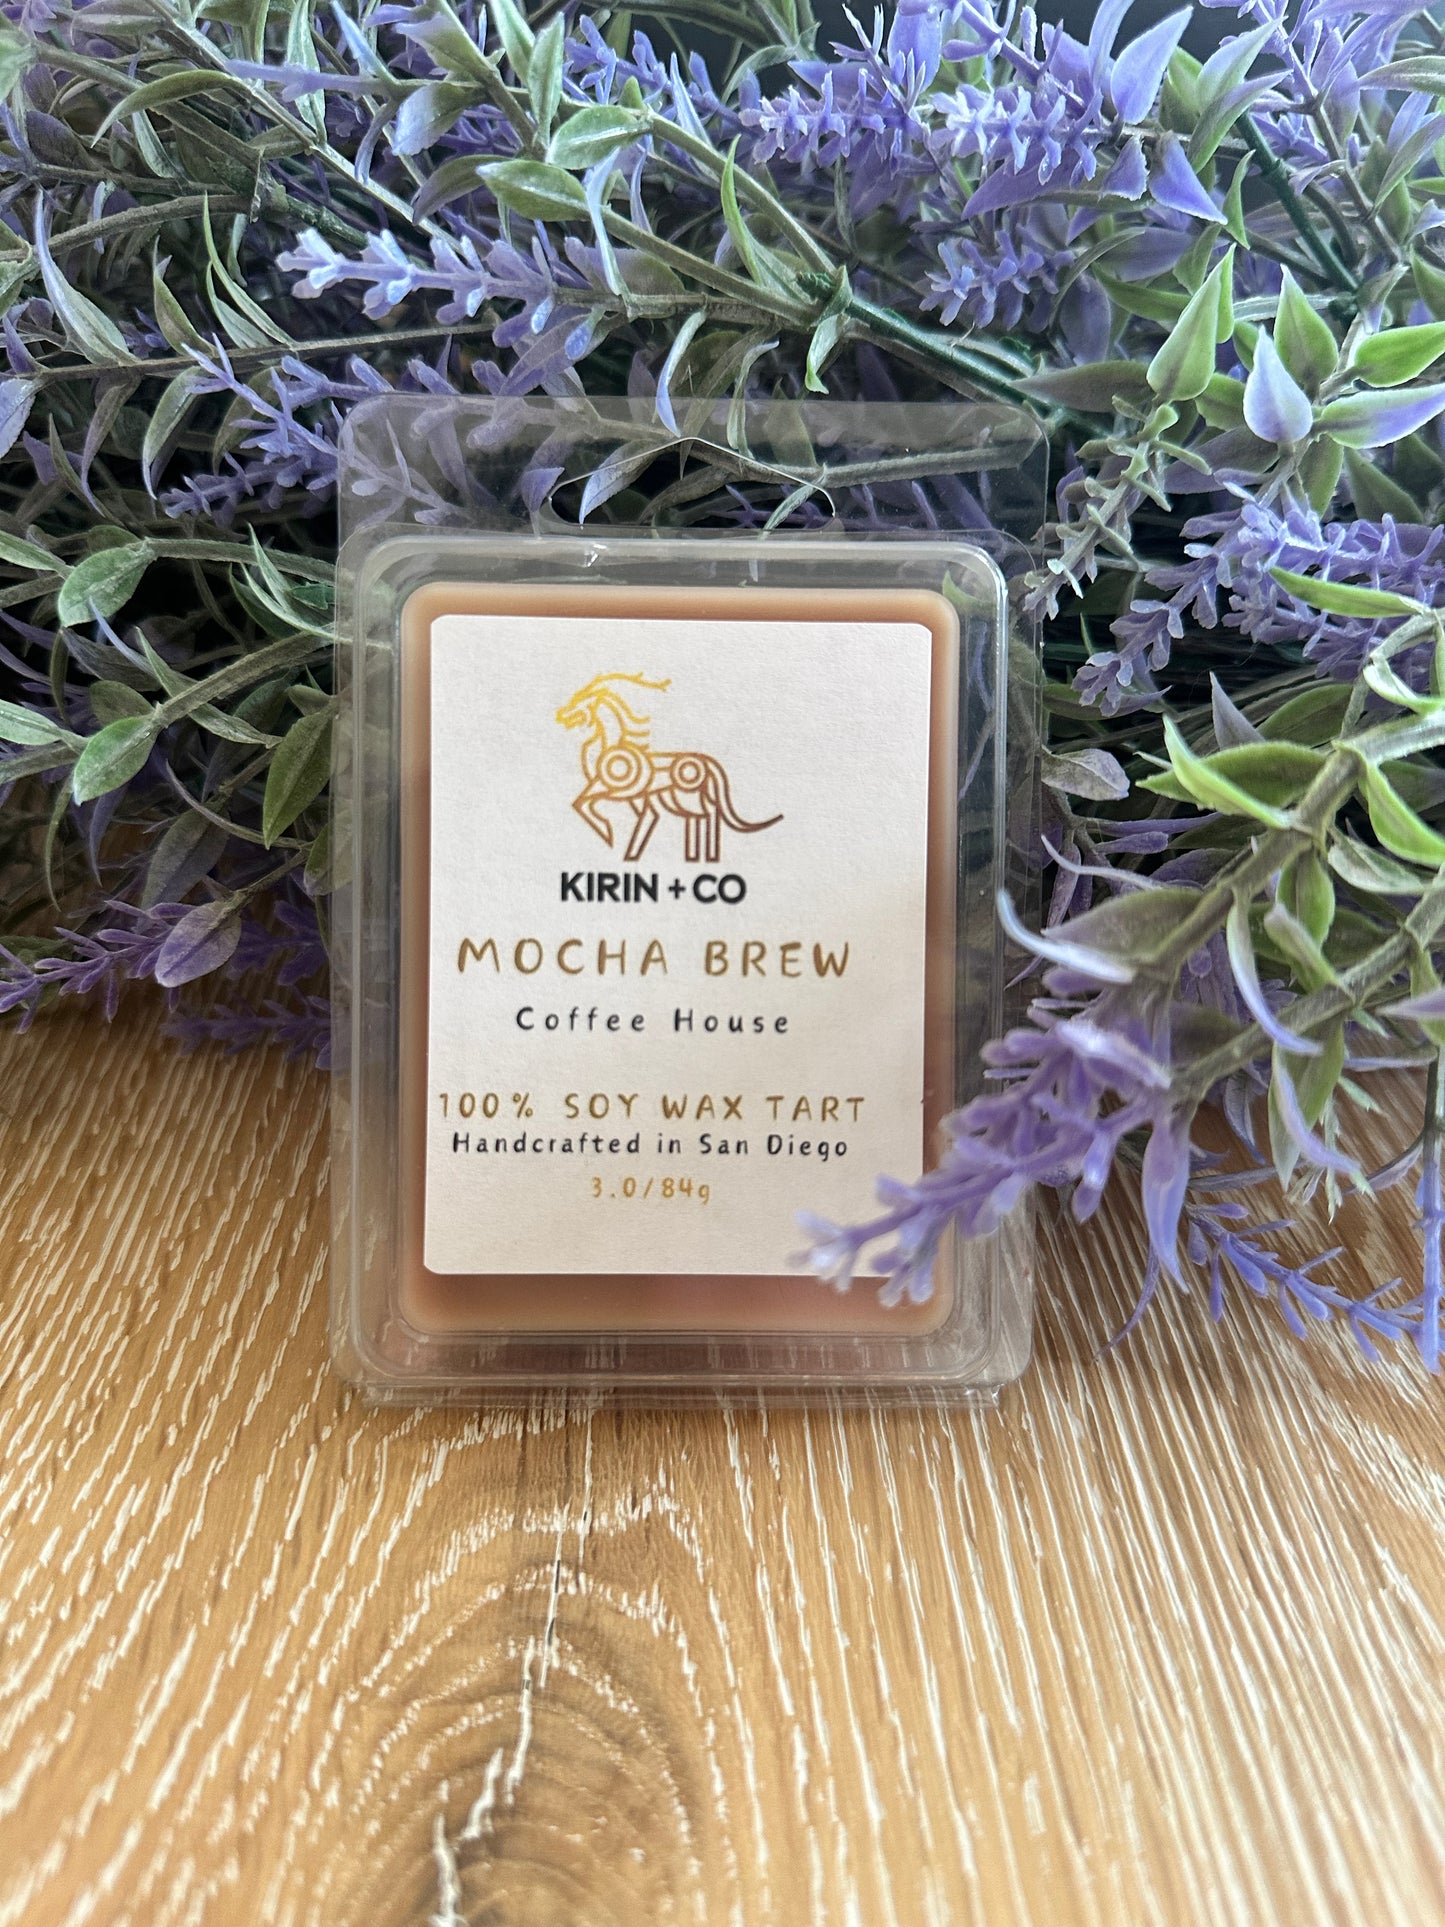 KIRIN + CO
MOCHA BREW
Coffee House
100% SOY WAX TART
Handcrafted in San Diego
3.0/84g